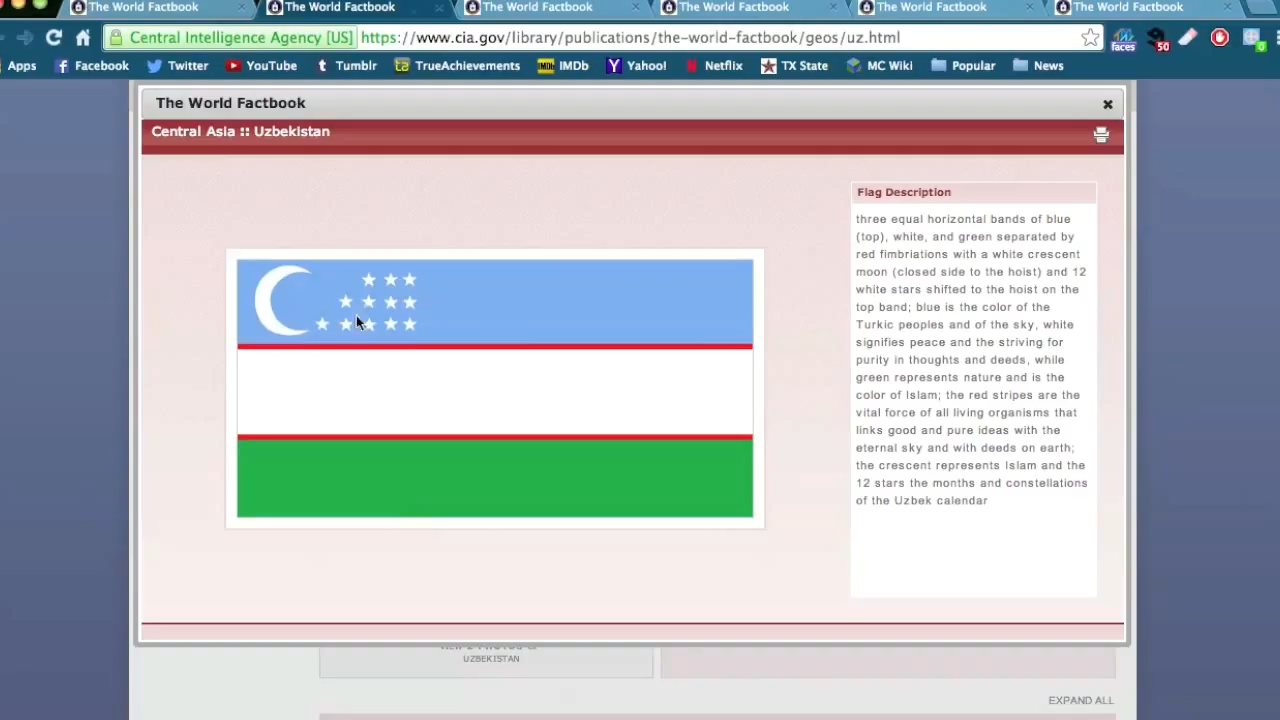 The World Factbook The World Factbook The World Factbook The World Factbook The World Factbook The World Factbook
Central Intelligence Agency [US] https://www.cia.gov/library/publications/the-world-factbook/geos/uz.html faces 50 0
Apps Facebook Twitter YouTube Tumblr TrueAchievements IMDb Yahoo! Netflix TX State MC Wiki Popular News
The World Factbook
Central Asia :: Uzbekistan
Flag Description
three equal horizontal bands of blue
(top), white, and green separated by
red fimbriations with a white crescent
moon (closed side to the hoist) and 12
white stars shifted to the hoist on the
top band; blue is the color of the
Turkic peoples and of the sky, white
signifies peace and the striving for
purity in thoughts and deeds, while
green represents nature and is the
color of Islam; the red stripes are the
vital force of all living organisms that
links good and pure ideas with the
eternal sky and with deeds on earth;
the crescent represents Islam and the
12 stars the months and constellations
of the Uzbek calendar
UZBEKISTAN
EXPAND ALL